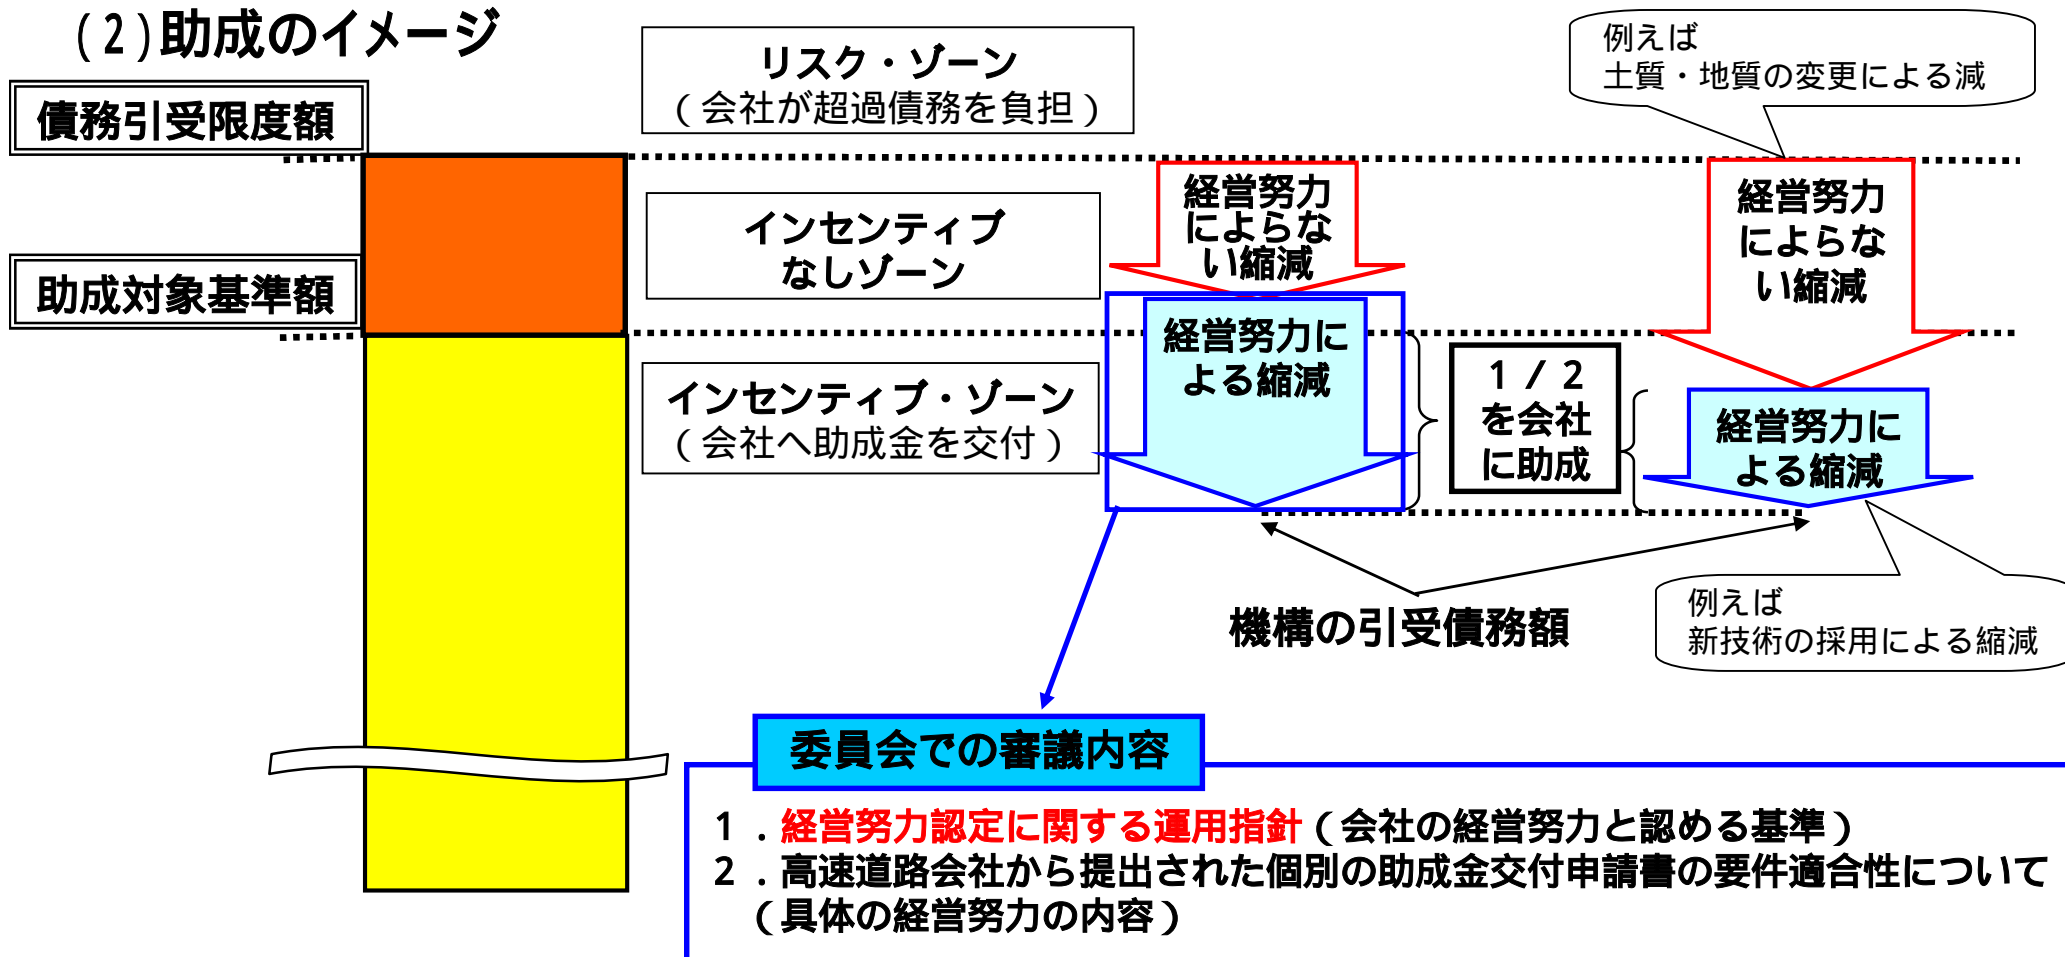 (2)助成のイメージ
リスク・ゾーン
（会社が超過債務を負担）
例えば
土質・地質の変更による減
債務引受限度額
インセンティブ
なしゾーン
経営努力
によらな
い縮減
経営努力
によらな
い縮減
助成対象基準額
経営努力に
よる縮減
インセンティブ・ゾーン
（会社へ助成金を交付）
1／2
を会社
に助成
経営努力に
よる縮減
例えば
新技術の採用による縮減
機構の引受債務額
委員会での審議内容
1．経営努力認定に関する運用指針（会社の経営努力と認める基準）
2．高速道路会社から提出された個別の助成金交付申請書の要件適合性について
（具体の経営努力の内容）